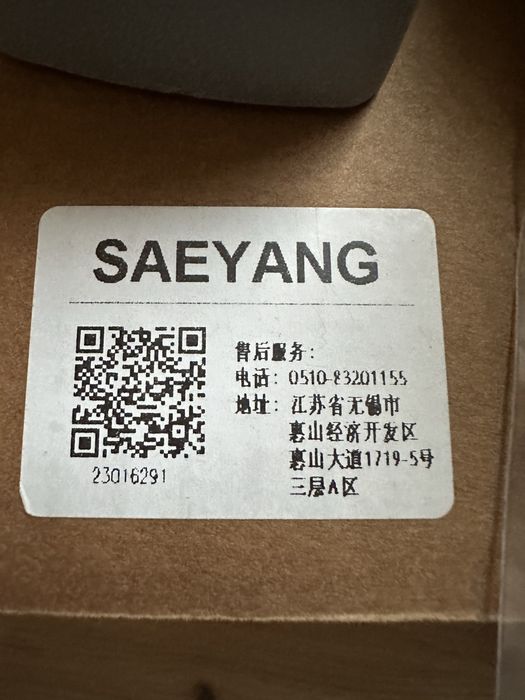 SAEYANG
售后服务：
电话：0510-83201155
地址：江苏省无锡市
惠山经济开发区
惠山大道1719-5号
三层A区
23016291